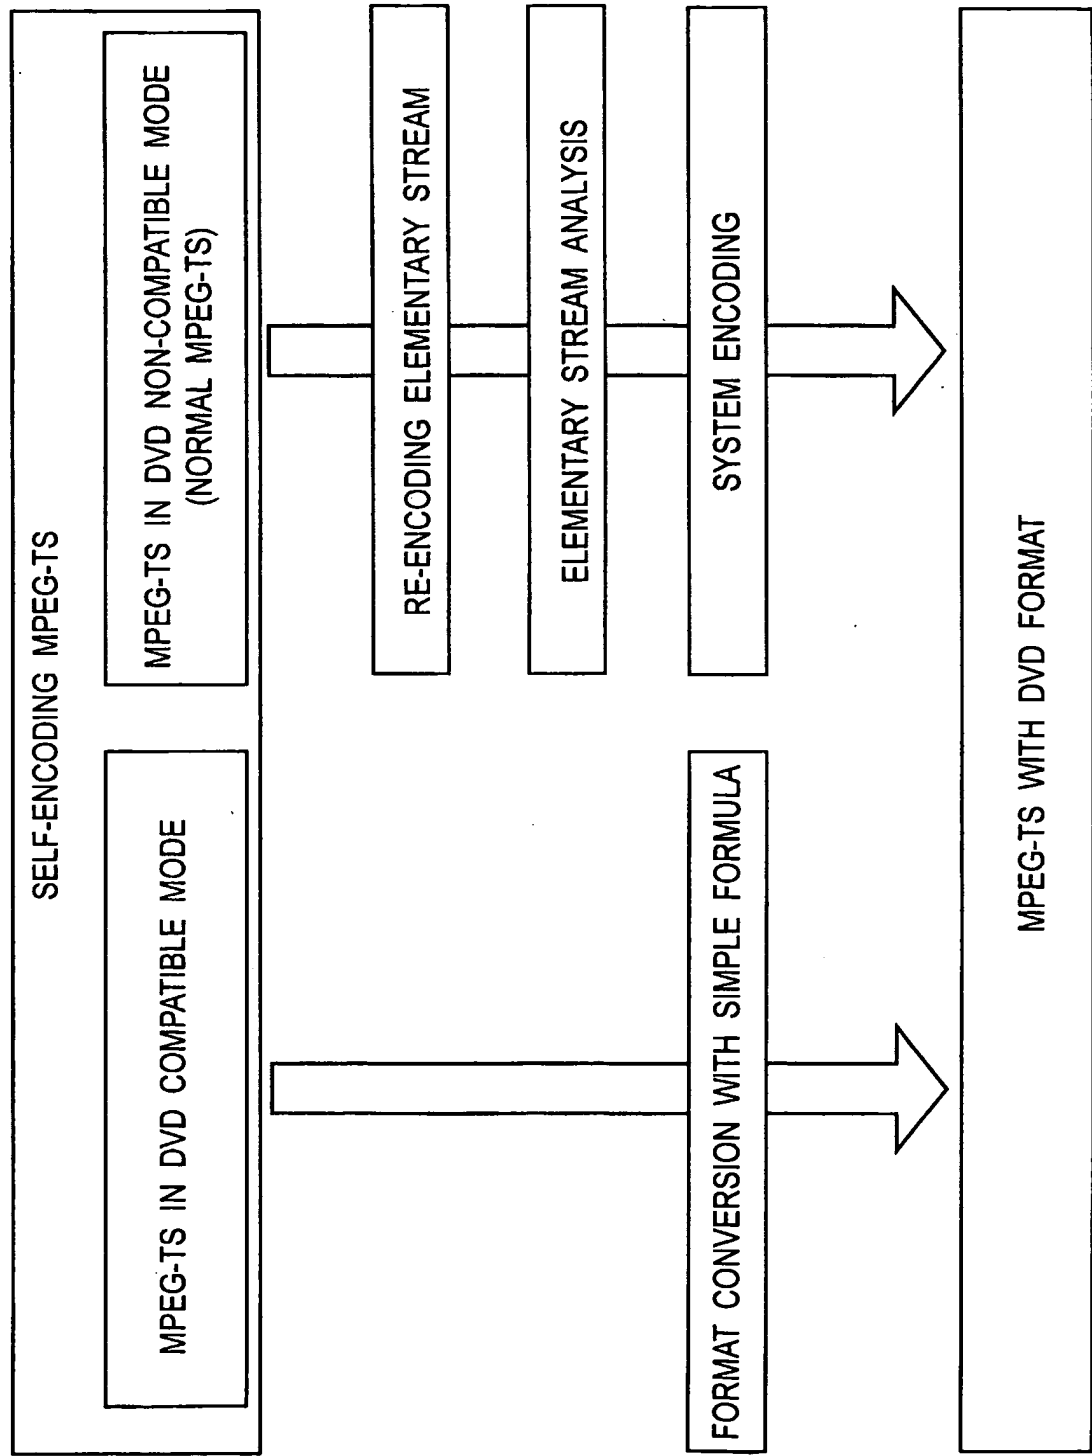 SELF-ENCODING MPEG-TS
MPEG-TS IN DVD COMPATIBLE MODE
MPEG-TS IN DVD NON-COMPATIBLE MODE
(NORMAL MPEG-TS)
RE-ENCODING ELEMENTARY STREAM
ELEMENTARY STREAM ANALYSIS
FORMAT CONVERSION WITH SIMPLE FORMULA
SYSTEM ENCODING
MPEG-TS WITH DVD FORMAT